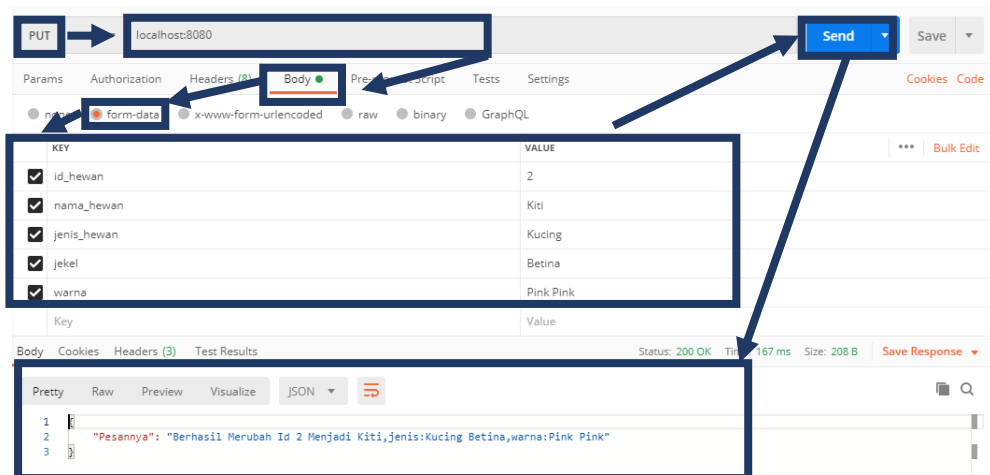 PUT localhost:8080 Send Save
Params Authorization Headers (8) Body Pre-request Script Tests Settings Cookies Code
none form-data x-www-form-urlencoded raw binary GraphQL
KEY VALUE ••• Bulk Edit
id_hewan 2
nama_hewan Kiti
jenis_hewan Kucing
jekel Betina
warna Pink Pink
Key Value
Body Cookies Headers (3) Test Results Status: 200 OK 167 ms Size: 208 B Save Response
Pretty Raw Preview Visualize JSON
1 {
2 "Pesannya": "Berhasil Merubah Id 2 Menjadi Kiti,jenis:Kucing Betina,warna:Pink Pink"
3 }